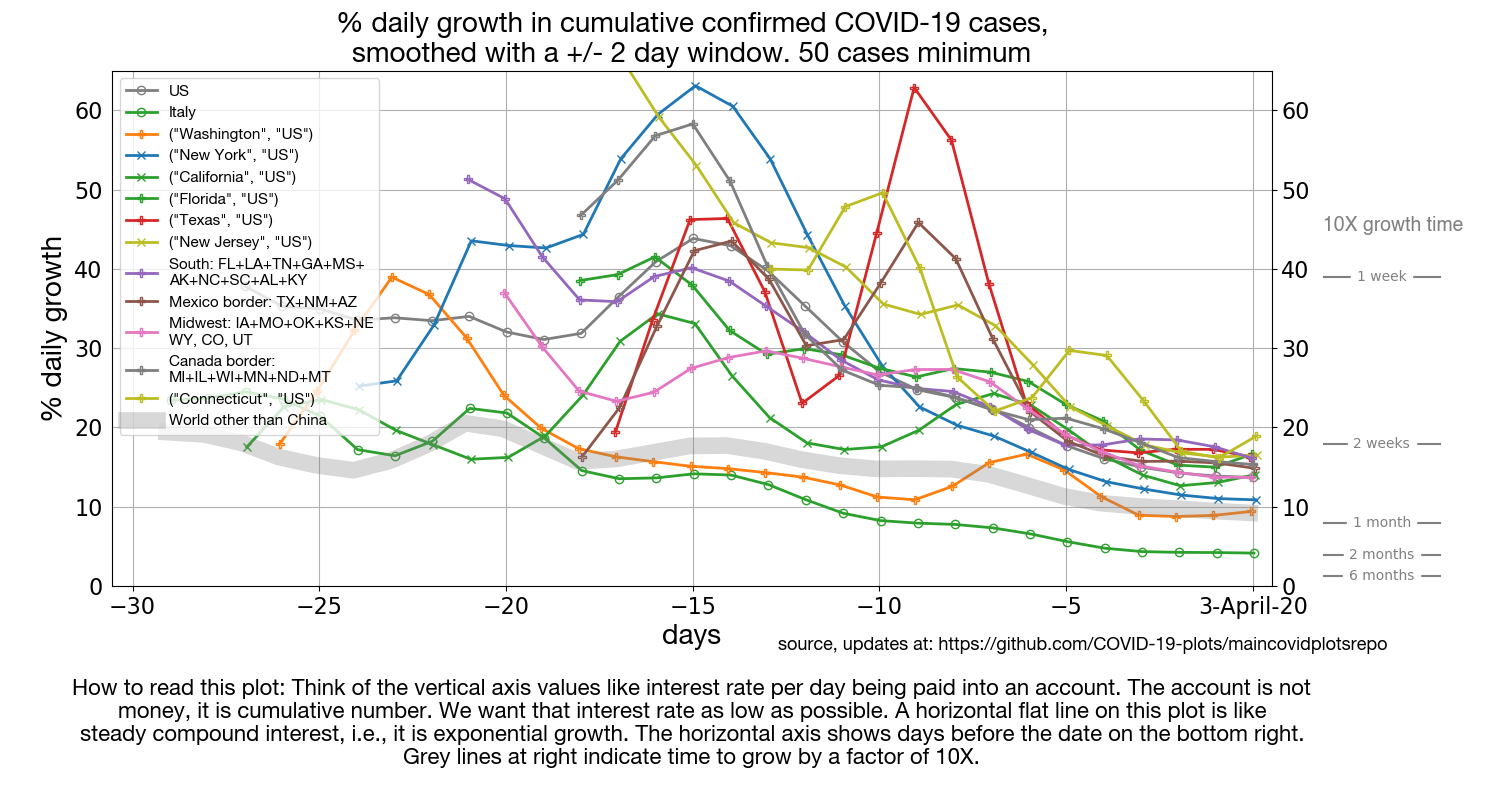 % daily growth in cumulative confirmed COVID-19 cases,
smoothed with a +/- 2 day window. 50 cases minimum
% daily growth
60
50
40
30
20
10
0
US
Italy
("Washington", "US")
("New York", "US")
("California", "US")
("Florida", "US")
("Texas", "US")
("New Jersey", "US")
South: FL+LA+TN+GA+MS+
AK+NC+SC+AL+KY
Mexico border: TX+NM+AZ
Midwest: IA+MO+OK+KS+NE
WY, CO, UT
Canada border:
MI+IL+WI+MN+ND+MT
("Connecticut", "US")
World other than China
60
50
40
30
20
10
0
10X growth time
1 week
2 weeks
1 month
2 months
6 months
−30
−25
−20
−15
−10
−5
3-April-20
days
source, updates at: https://github.com/COVID-19-plots/maincovidplotsrepo
How to read this plot: Think of the vertical axis values like interest rate per day being paid into an account. The account is not
money, it is cumulative number. We want that interest rate as low as possible. A horizontal flat line on this plot is like
steady compound interest, i.e., it is exponential growth. The horizontal axis shows days before the date on the bottom right.
Grey lines at right indicate time to grow by a factor of 10X.